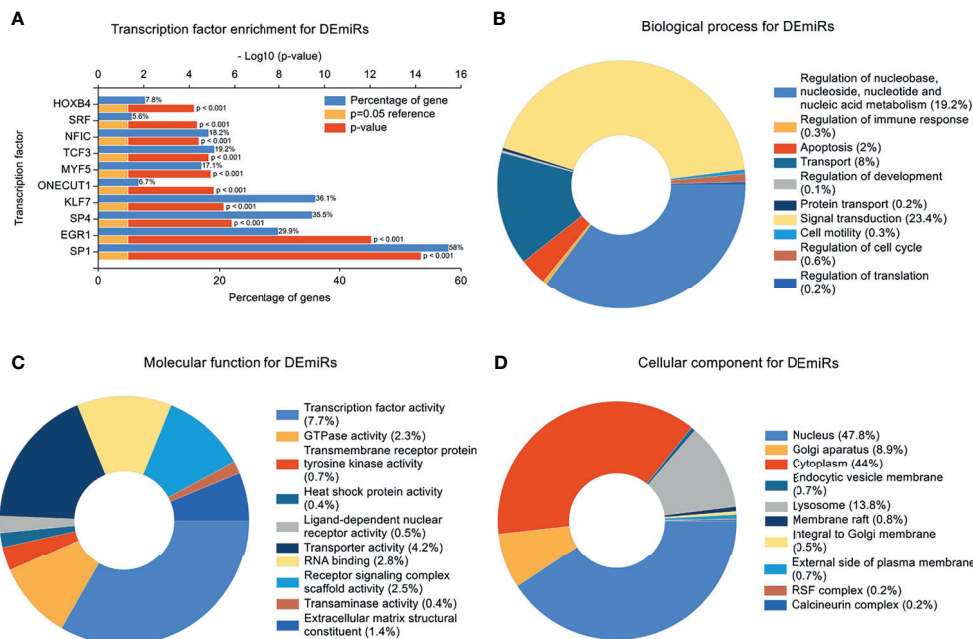 A
Transcription factor enrichment for DEmiRs
- Log10 (p-value)
0 2 4 6 8 10 12 14 16
Transcription factor
HOXB4
SRF
NFIC
TCF3
MYF5
ONECUT1
KLF7
SP4
EGR1
SP1
7.8%
p < 0.001
5.6%
p < 0.001
18.2%
p < 0.001
19.2%
p < 0.001
17.1%
p < 0.001
6.7%
p < 0.001
36.1%
p < 0.001
35.5%
p < 0.001
29.9%
p < 0.001
58%
p < 0.001
Percentage of gene
p=0.05 reference
p-value
0 20 40 60
Percentage of genes
B
Biological process for DEmiRs
Regulation of nucleobase,
nucleoside, nucleotide and
nucleic acid metabolism (19.2%)
Regulation of immune response
(0.3%)
Apoptosis (2%)
Transport (8%)
Regulation of development
(0.1%)
Protein transport (0.2%)
Signal transduction (23.4%)
Cell motility (0.3%)
Regulation of cell cycle
(0.6%)
Regulation of translation
(0.2%)
C
Molecular function for DEmiRs
Transcription factor activity
(7.7%)
GTPase activity (2.3%)
Transmembrane receptor protein
tyrosine kinase activity
(0.7%)
Heat shock protein activity
(0.4%)
Ligand-dependent nuclear
receptor activity (0.5%)
Transporter activity (4.2%)
RNA binding (2.8%)
Receptor signaling complex
scaffold activity (2.5%)
Transaminase activity (0.4%)
Extracellular matrix structural
constituent (1.4%)
D
Cellular component for DEmiRs
Nucleus (47.8%)
Golgi aparatus (8.9%)
Cytoplasm (44%)
Endocytic vesicle membrane
(0.7%)
Lysosome (13.8%)
Membrane raft (0.8%)
Integral to Golgi membrane
(0.5%)
External side of plasma membrane
(0.7%)
RSF complex (0.2%)
Calcineurin complex (0.2%)